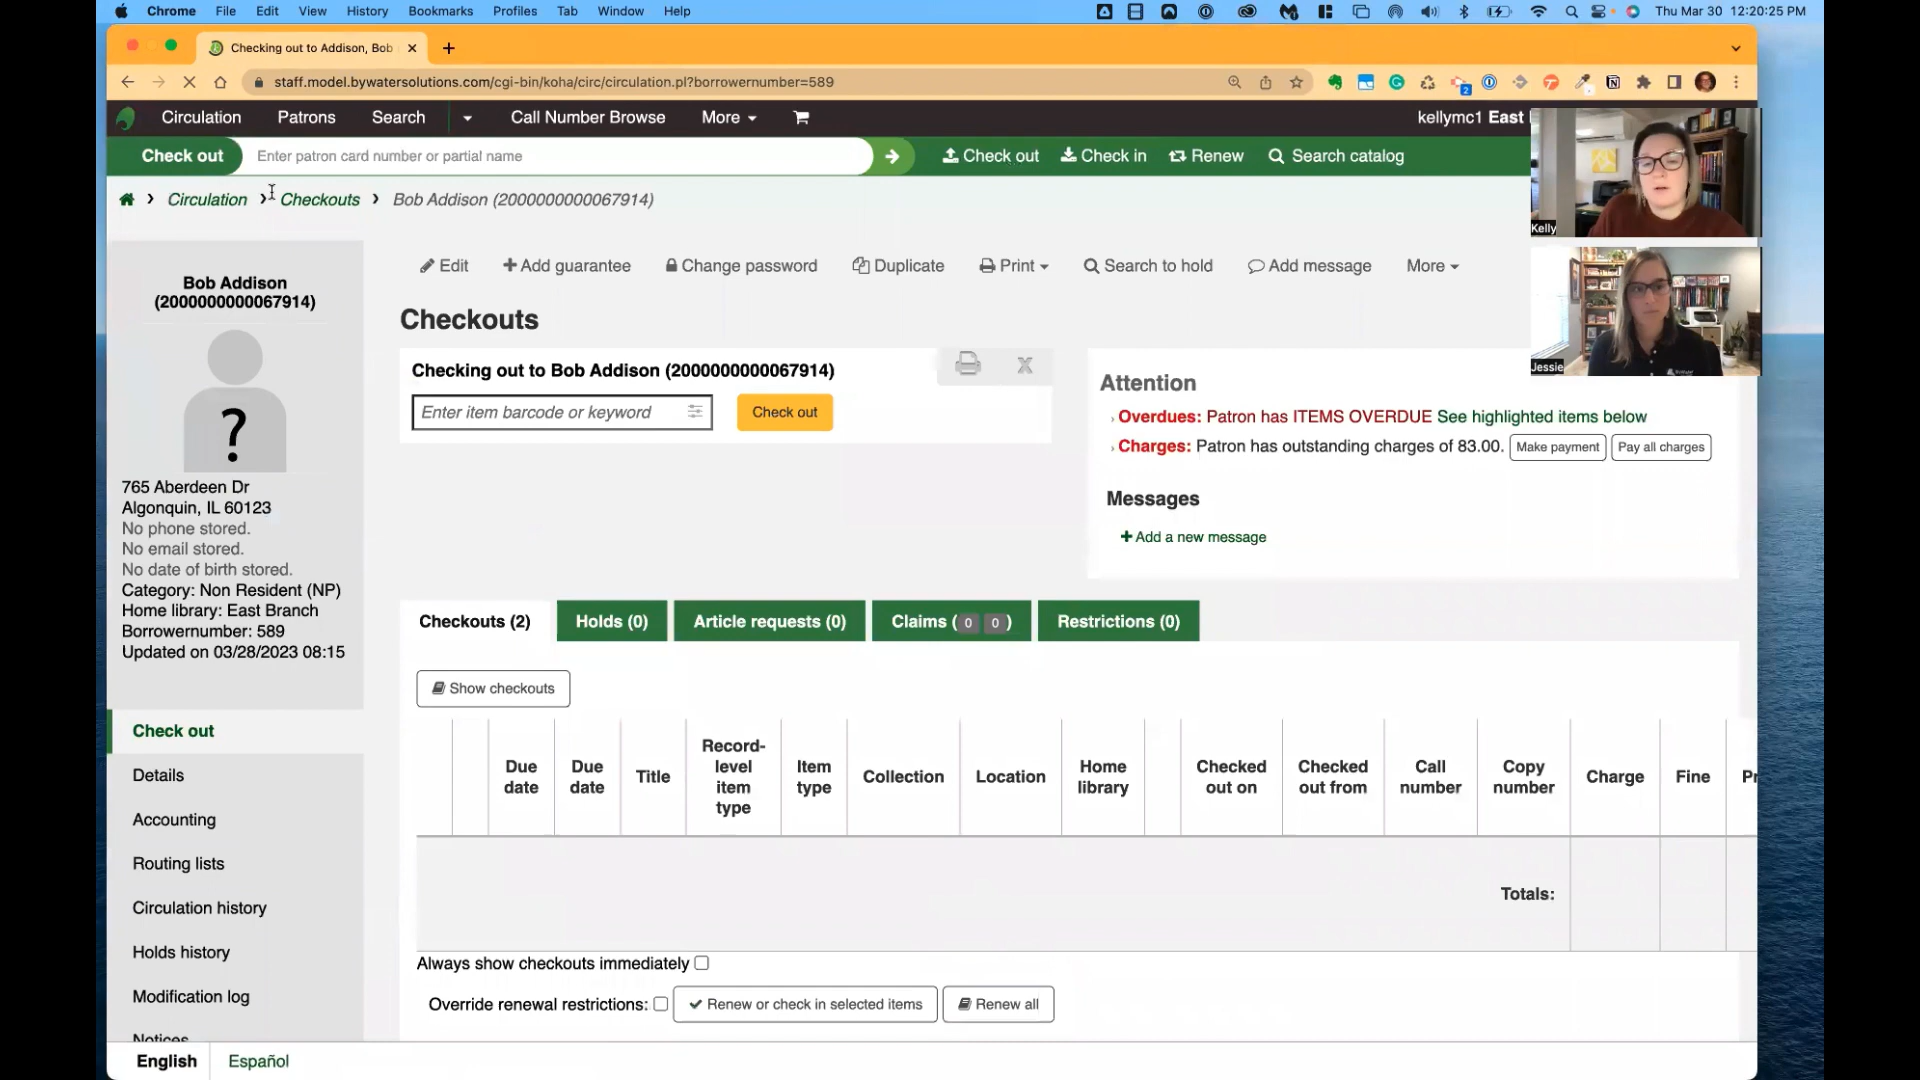 Chrome File Edit View History Bookmarks Profiles Tab Window Help Thu Mar 30 12:20:25 PM
Checking out to Addison, Bob
staff.model.bywatersolutions.com/cgi-bin/koha/circ/circulation.pl?borrowernumber=589
Circulation Patrons Search Call Number Browse More kellymc1 East
Check out Enter patron card number or partial name Check out Check in Renew Search catalog
Circulation Checkouts Bob Addison (2000000000067914)
Kelly
Jessie
Bob Addison
(2000000000067914)
?
765 Aberdeen Dr
Algonquin, IL 60123
No phone stored.
No email stored.
No date of birth stored.
Category: Non Resident (NP)
Home library: East Branch
Borrowernumber: 589
Updated on 03/28/2023 08:15
Check out
Details
Accounting
Routing lists
Circulation history
Holds history
Modification log
Notices
Edit Add guarantee Change password Duplicate Print Search to hold Add message More
Checkouts
Checking out to Bob Addison (2000000000067914) X
Enter item barcode or keyword Check out
Attention
Overdues: Patron has ITEMS OVERDUE See highlighted items below
Charges: Patron has outstanding charges of 83.00. Make payment Pay all charges
Messages
Add a new message
Checkouts (2) Holds (0) Article requests (0) Claims ( 0 0 ) Restrictions (0)
Show checkouts
Due date Due date Title Record-level item type Item type Collection Location Home library Checked out on Checked out from Call number Copy number Charge Fine Pr
Totals:
Always show checkouts immediately
Override renewal restrictions: Renew or check in selected items Renew all
English Español